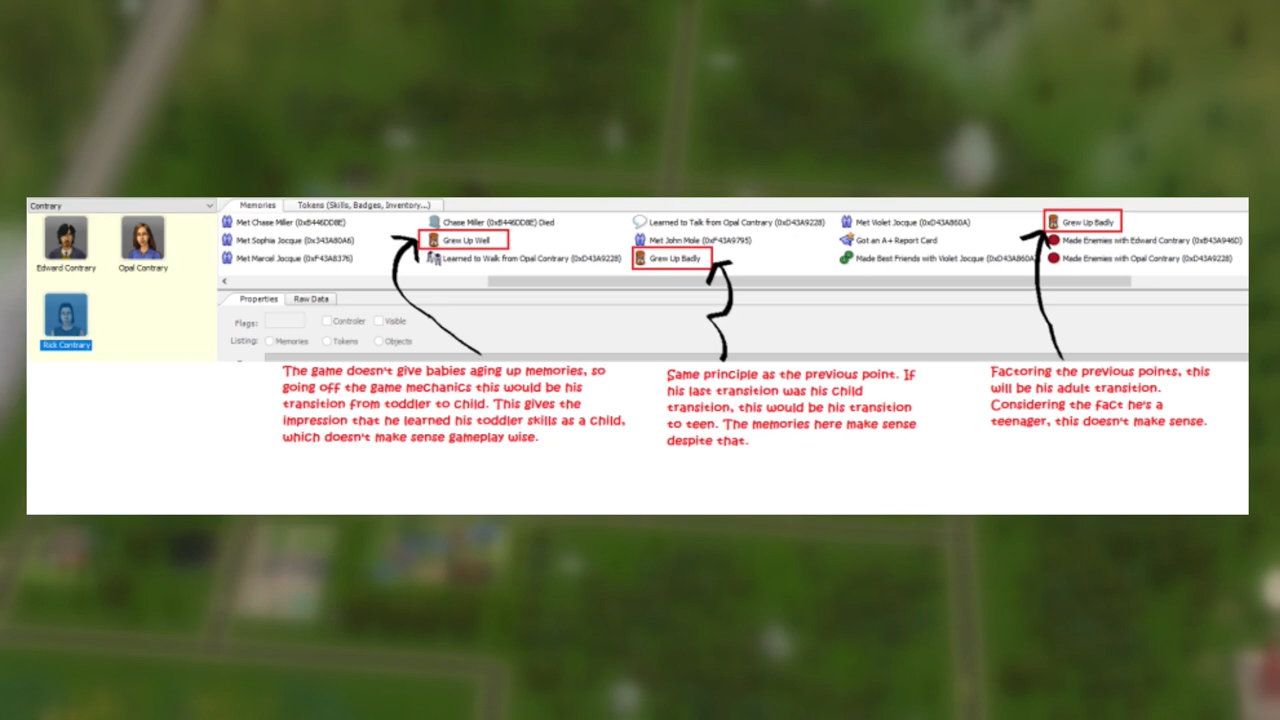 Contrary
Memories
Tokens (Skills, Badges, Inventory...)
Edward Contrary
Opal Contrary
Rick Contrary
Met Chase Miller (0xB446DD8E)
Met Sophia Jocque (0x343A80A6)
Met Marcel Jocque (0xF43A8376)
Chase Miller (0xB446DD8E) Died
Grew Up Well
Learned to Walk from Opal Contrary (0xD43A9228)
Learned to Talk from Opal Contrary (0xD43A9228)
Met John Mole (0xF43A9795)
Grew Up Badly
Met Violet Jocque (0xD43A860A)
Got an A+ Report Card
Made Best Friends with Violet Jocque (0xD43A860A
Grew Up Badly
Made Enemies with Edward Contrary (0xB43A946D)
Made Enemies with Opal Contrary (0xD43A9228)
Properties
Raw Data
Flags:
Controler
Visible
Listing:
Memories
Tokens
Objects
The game doesn't give babies aging up memories, so
going off the game mechanics this would be his
transition from toddler to child. This gives the
impression that he learned his toddler skills as a child,
which doesn't make sense gameplay wise.
Same principle as the previous point. If
his last transition was his child
transition, this would be his transition
to teen. The memories here make sense
despite that.
Factoring the previous points, this
will be his adult transition.
Considering the fact he's a
teenager, this doesn't make sense.